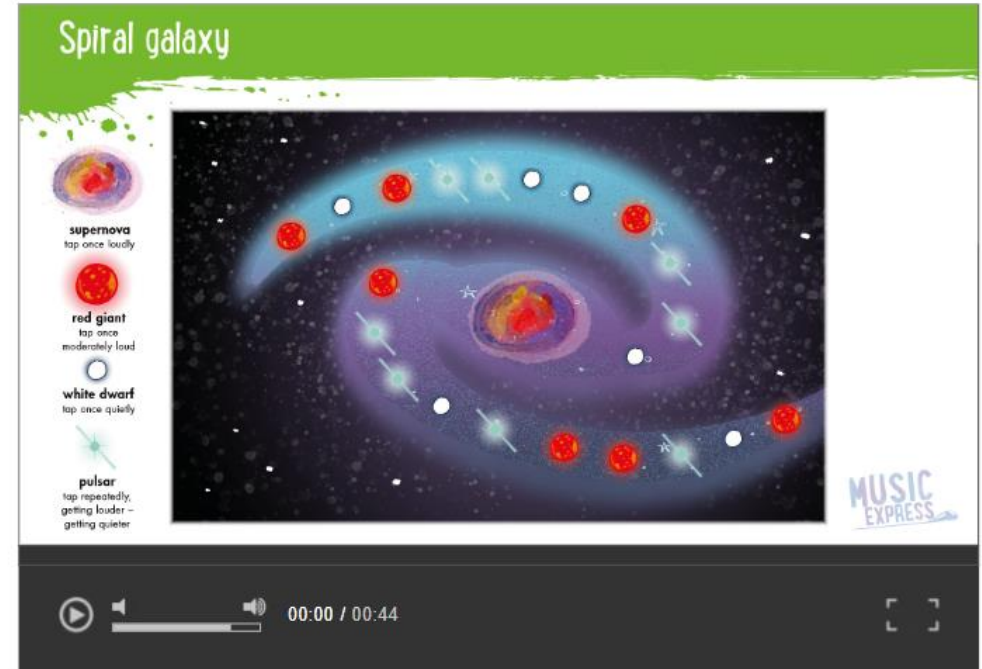 Spiral galaxy
supernova
tap once loudly
red giant
tap once
moderately loud
white dwarf
tap once quietly
pulsar
tap repeatedly,
getting louder –
getting quieter
MUSIC
EXPRESS
00:00 / 00:44